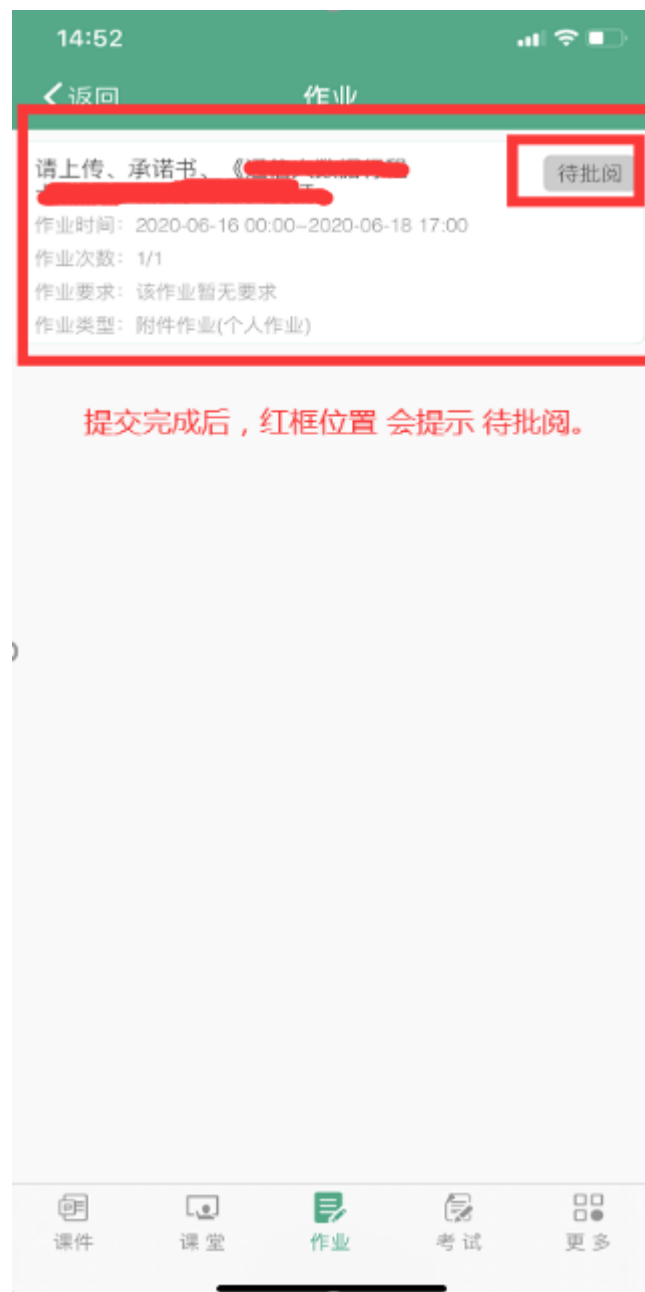 14:52
返回 作业
请上传、承诺书、《
待批阅
作业时间：2020-06-16 00:00~2020-06-18 17:00
作业次数：1/1
作业要求：该作业暂无要求
作业类型：附件作业(个人作业)
提交完成后，红框位置 会提示 待批阅。
课件 课堂 作业 考试 更多